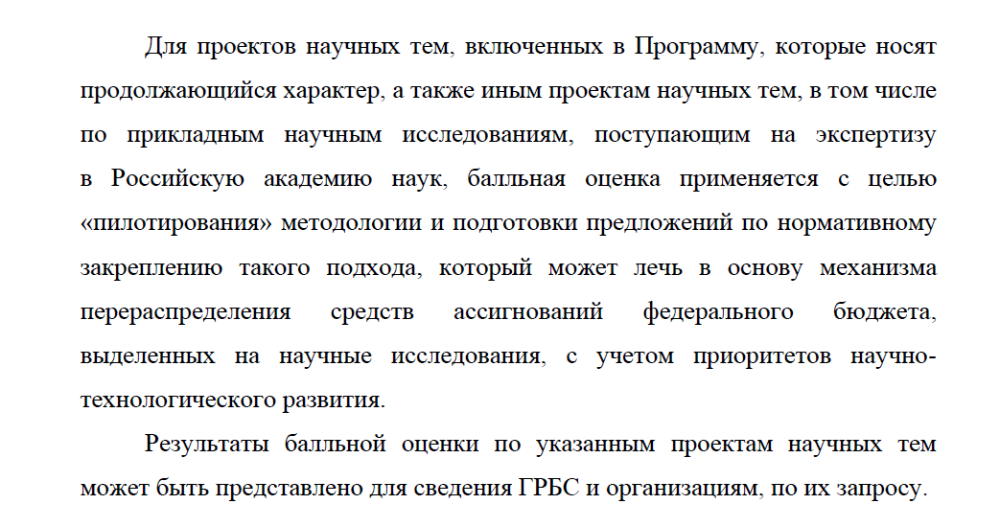 Для проектов научных тем, включенных в Программу, которые носят
продолжающийся характер, а также иным проектам научных тем, в том числе
по прикладным научным исследованиям, поступающим на экспертизу
в Российскую академию наук, балльная оценка применяется с целью
«пилотирования» методологии и подготовки предложений по нормативному
закреплению такого подхода, который может лечь в основу механизма
перераспределения средств ассигнований федерального бюджета,
выделенных на научные исследования, с учетом приоритетов научно-
технологического развития.
Результаты балльной оценки по указанным проектам научных тем
может быть представлено для сведения ГРБС и организациям, по их запросу.